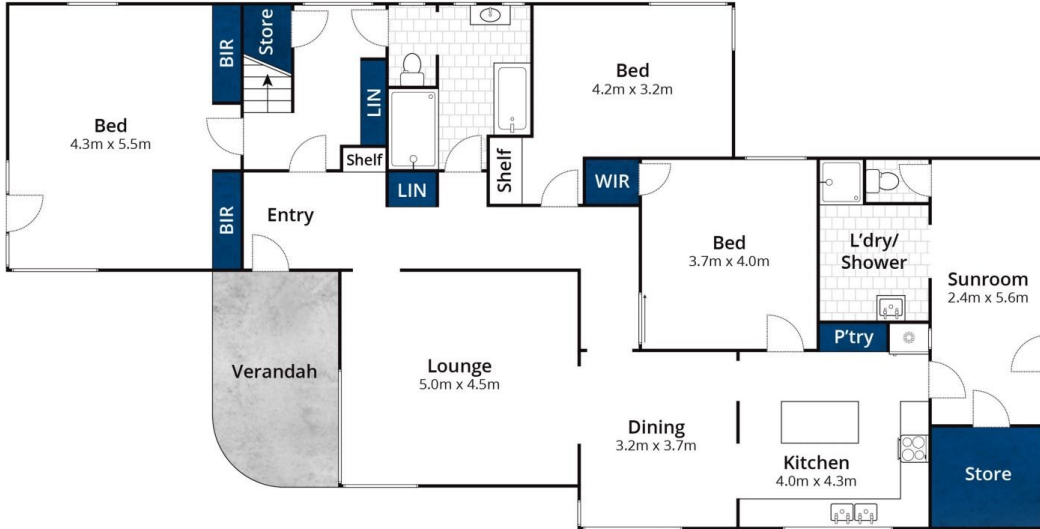 BIR
Store
Bed
4.3m x 5.5m
LIN
Shelf
Bed
4.2m x 3.2m
BIR
Entry
LIN
Shelf
WIR
Bed
3.7m x 4.0m
L'dry/
Shower
Sunroom
2.4m x 5.6m
P'try
Verandah
Lounge
5.0m x 4.5m
Dining
3.2m x 3.7m
Kitchen
4.0m x 4.3m
Store